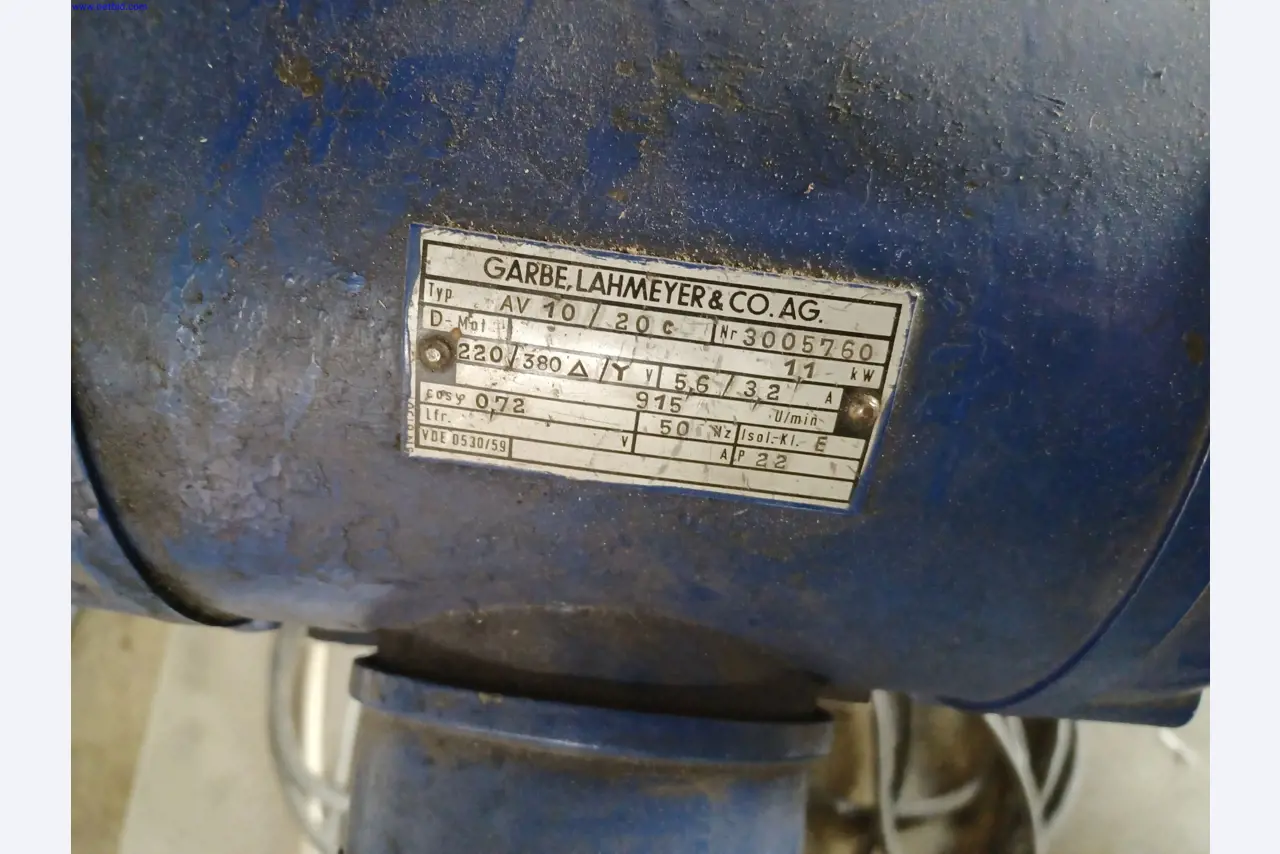 GARBE, LAHMEYER & CO. AG.
Typ AV 10 / 20 c Nr 3005760
D-Mot. 1,1 kW
220 / 380 △ / Y V 5,6 / 3,2 A
cosφ 0,72 915 U/min
Lfr. 50 Hz Isol.-Kl. E
VDE 0530/59 V A P 22